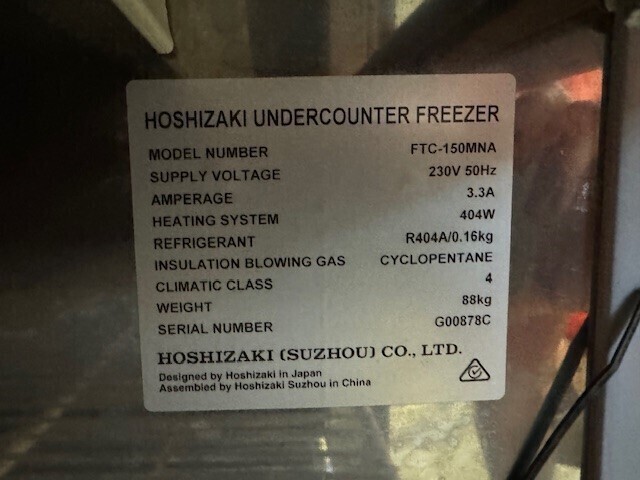 HOSHIZAKI UNDERCOUNTER FREEZER
MODEL NUMBER FTC-150MNA
SUPPLY VOLTAGE 230V 50Hz
AMPERAGE 3.3A
HEATING SYSTEM 404W
REFRIGERANT R404A/0.16kg
INSULATION BLOWING GAS CYCLOPENTANE
CLIMATIC CLASS 4
WEIGHT 88kg
SERIAL NUMBER G00878C
HOSHIZAKI (SUZHOU) CO., LTD.
Designed by Hoshizaki in Japan
Assembied by Hoshizaki Suzhou in China